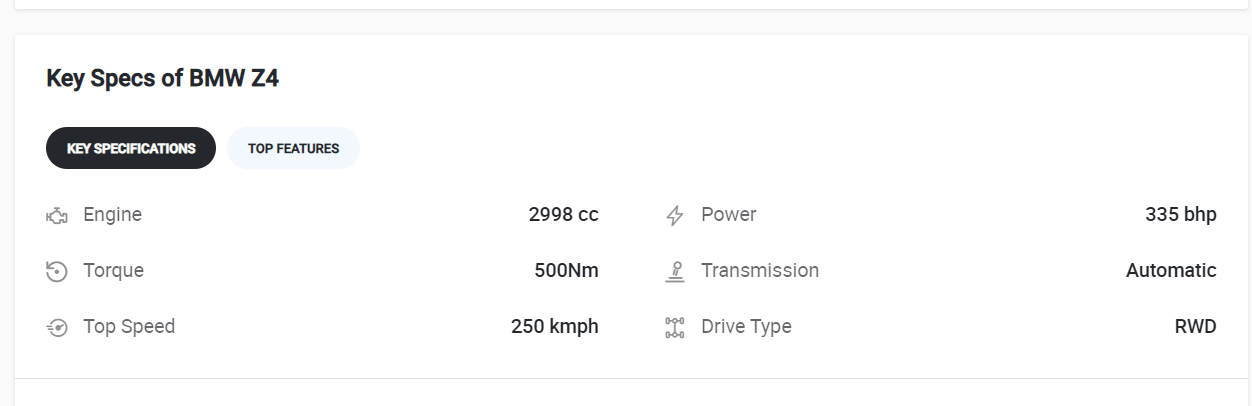 Key Specs of BMW Z4
KEY SPECIFICATIONS TOP FEATURES
Engine 2998 cc Power 335 bhp
Torque 500Nm Transmission Automatic
Top Speed 250 kmph Drive Type RWD